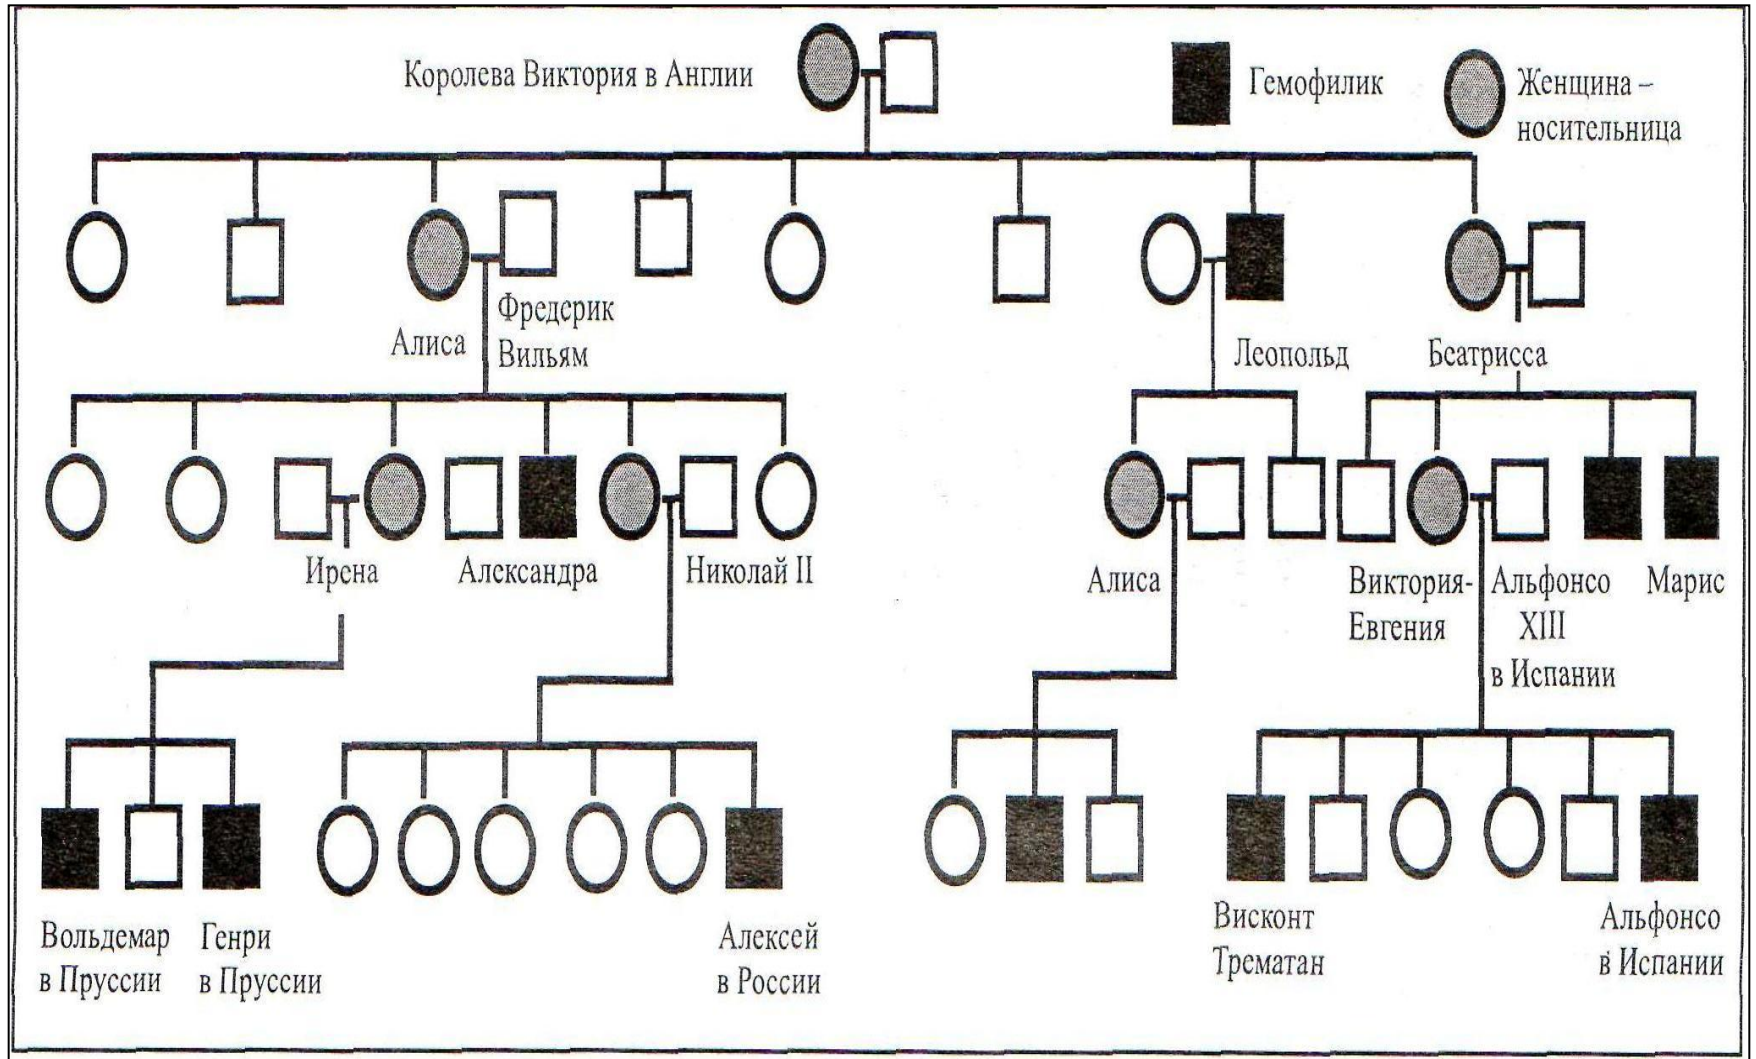 Королева Виктория в Англии
Гемофилик
Женщина –
носительница
Фредерик
Вильям
Алиса
Леопольд
Беатрисса
Ирена
Александра
Николай II
Алиса
Виктория-
Евгения
Альфонсо
XIII
в Испании
Марис
Вольдемар
в Пруссии
Генри
в Пруссии
Алексей
в России
Висконт
Трематан
Альфонсо
в Испании